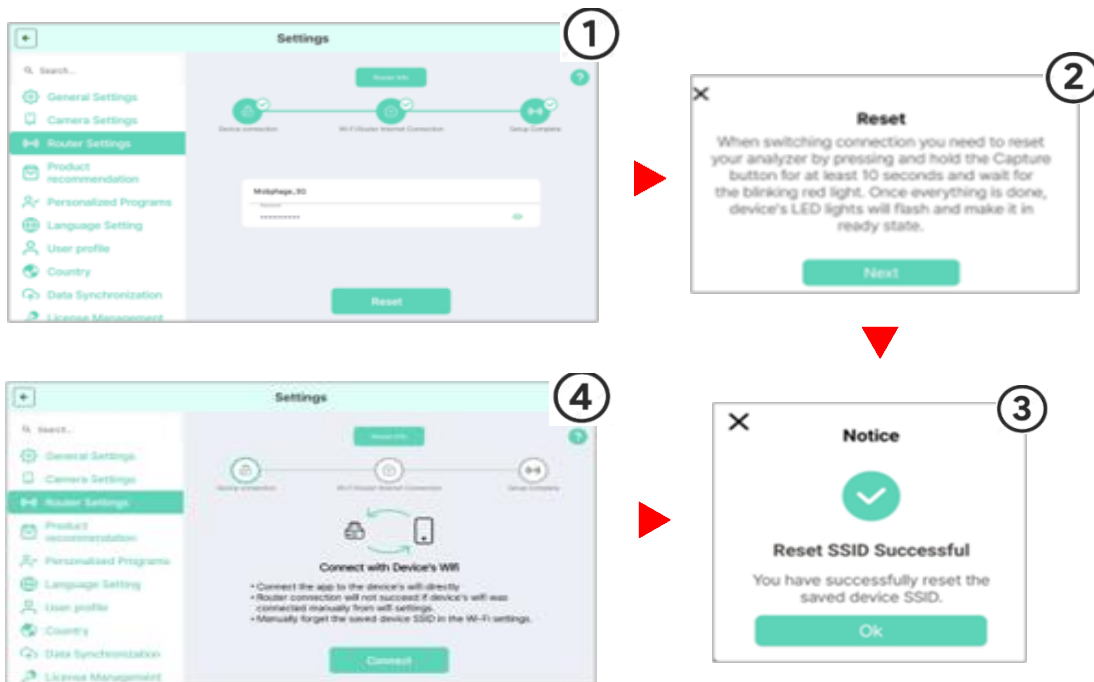 1
Settings
Search...
Router Info
?
General Settings
Camera Settings
Router Settings
Product
recommendation
Personalized Programs
Language Setting
User profile
Country
Data Synchronization
License Management
Device connection
Wi-Fi Router Internet Connection
Setup Complete
Password
**********
Reset
2
Reset
When switching connection you need to reset
your analyzer by pressing and hold the Capture
button for at least 10 seconds and wait for
the blinking red light. Once everything is done,
device's LED lights will flash and make it in
ready state.
Next
3
Notice
Reset SSID Successful
You have successfully reset the
saved device SSID.
Ok
4
Settings
Search...
Router Info
?
General Settings
Camera Settings
Router Settings
Product
recommendation
Personalized Programs
Language Setting
User profile
Country
Data Synchronization
License Management
Device connection
Wi-Fi Router Internet Connection
Setup Complete
Connect with Device's Wifi
• Connect the app to the device's wifi directly
• Router connection will not succeed if device's wifi was
connected manually from wifi settings.
• Manually forget the saved device SSID in the Wi-Fi settings.
Connect